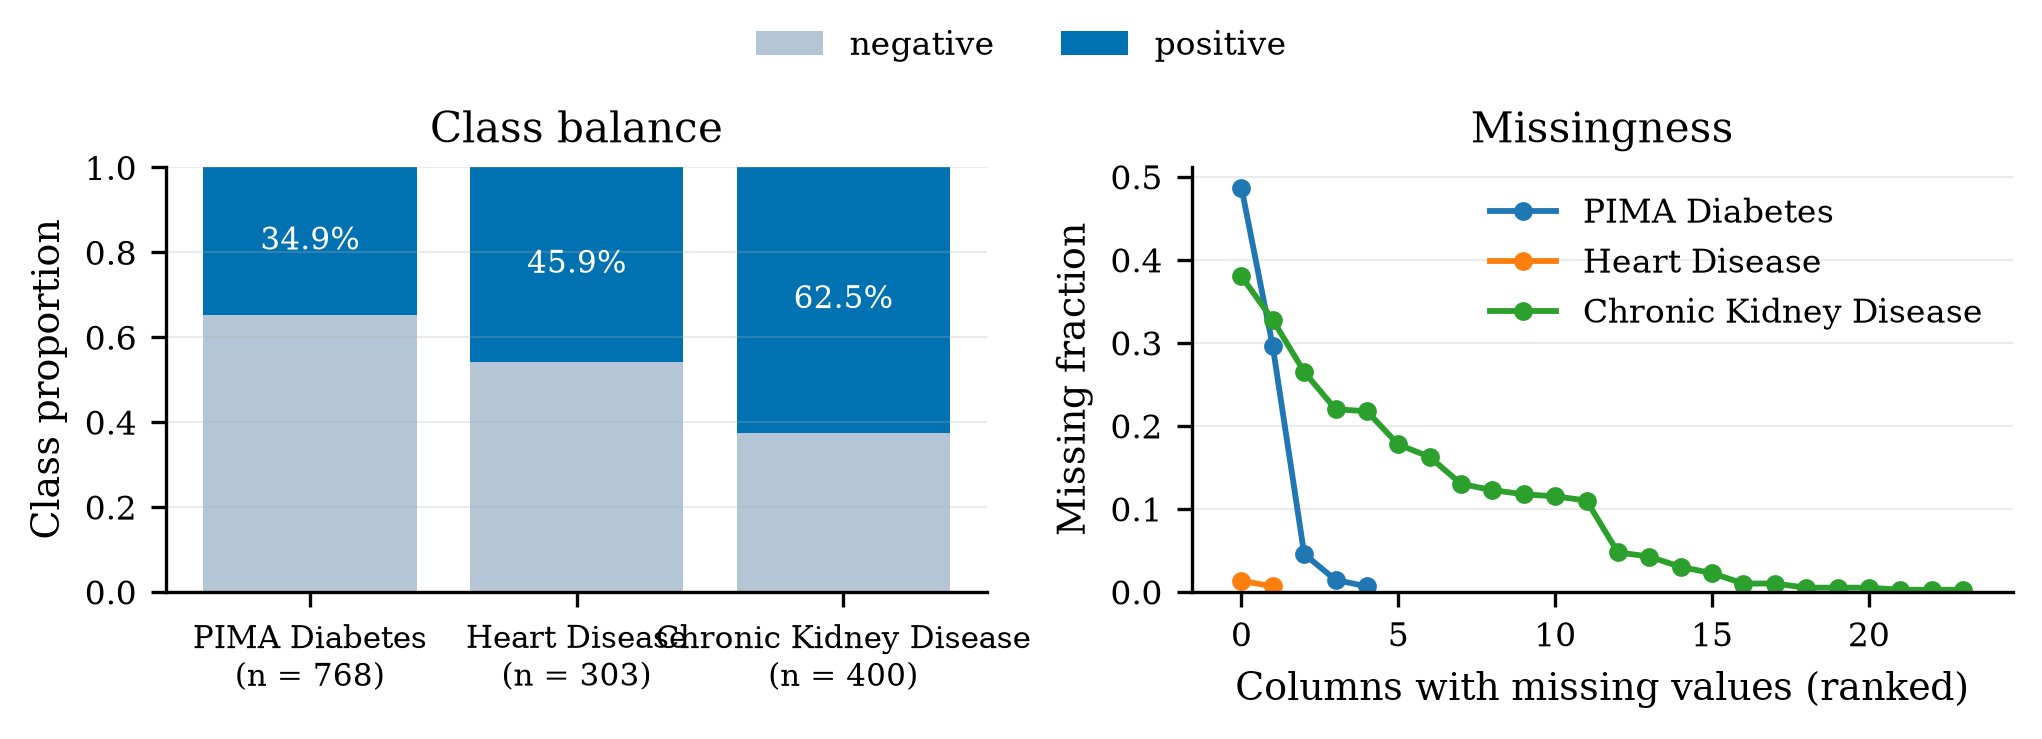 negative positive
Class balance
Class proportion
1.0
0.8
0.6
0.4
0.2
0.0
34.9%
45.9%
62.5%
PIMA Diabetes
(n = 768)
Heart Disease
(n = 303)
Chronic Kidney Disease
(n = 400)
Missingness
Missing fraction
0.5
0.4
0.3
0.2
0.1
0.0
PIMA Diabetes
Heart Disease
Chronic Kidney Disease
0 5 10 15 20
Columns with missing values (ranked)